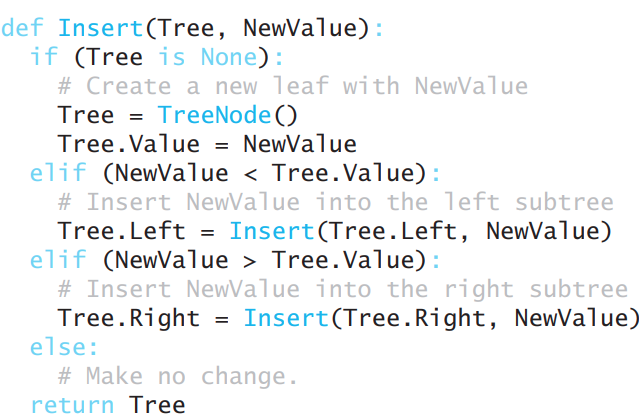 def Insert(Tree, NewValue):
  if (Tree is None):
    # Create a new leaf with NewValue
    Tree = TreeNode()
    Tree.Value = NewValue
  elif (NewValue < Tree.Value):
    # Insert NewValue into the left subtree
    Tree.Left = Insert(Tree.Left, NewValue)
  elif (NewValue > Tree.Value):
    # Insert NewValue into the right subtree
    Tree.Right = Insert(Tree.Right, NewValue)
  else:
    # Make no change.
  return Tree